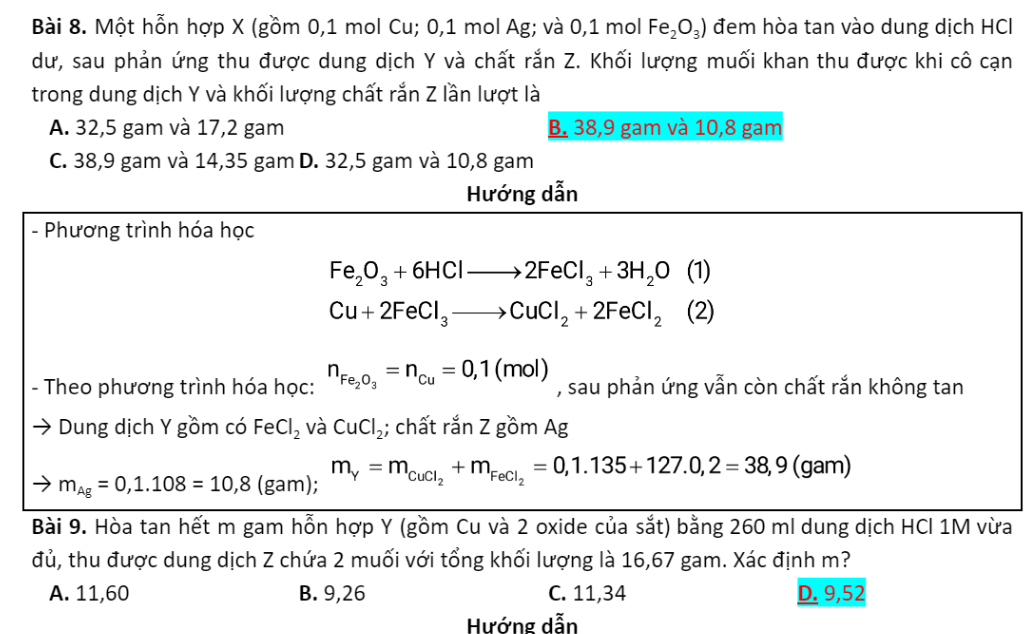 Bài 8. Một hỗn hợp X (gồm 0,1 mol Cu; 0,1 mol Ag; và 0,1 mol Fe₂O₃) đem hòa tan vào dung dịch HCl
dư, sau phản ứng thu được dung dịch Y và chất rắn Z. Khối lượng muối khan thu được khi cô cạn
trong dung dịch Y và khối lượng chất rắn Z lần lượt là
A. 32,5 gam và 17,2 gam B. 38,9 gam và 10,8 gam
C. 38,9 gam và 14,35 gam D. 32,5 gam và 10,8 gam
Hướng dẫn
- Phương trình hóa học
Fe₂O₃ + 6HCl ⟶ 2FeCl₃ + 3H₂O (1)
Cu + 2FeCl₃ ⟶ CuCl₂ + 2FeCl₂ (2)
- Theo phương trình hóa học: n_Fe₂O₃ = n_Cu = 0,1 (mol) , sau phản ứng vẫn còn chất rắn không tan
→ Dung dịch Y gồm có FeCl₂ và CuCl₂; chất rắn Z gồm Ag
→ m_Ag = 0,1.108 = 10,8 (gam); m_Y = m_CuCl₂ + m_FeCl₂ = 0,1.135 + 127.0,2 = 38,9 (gam)
Bài 9. Hòa tan hết m gam hỗn hợp Y (gồm Cu và 2 oxide của sắt) bằng 260 ml dung dịch HCl 1M vừa
đủ, thu được dung dịch Z chứa 2 muối với tổng khối lượng là 16,67 gam. Xác định m?
A. 11,60 B. 9,26 C. 11,34 D. 9,52
Hướng dẫn